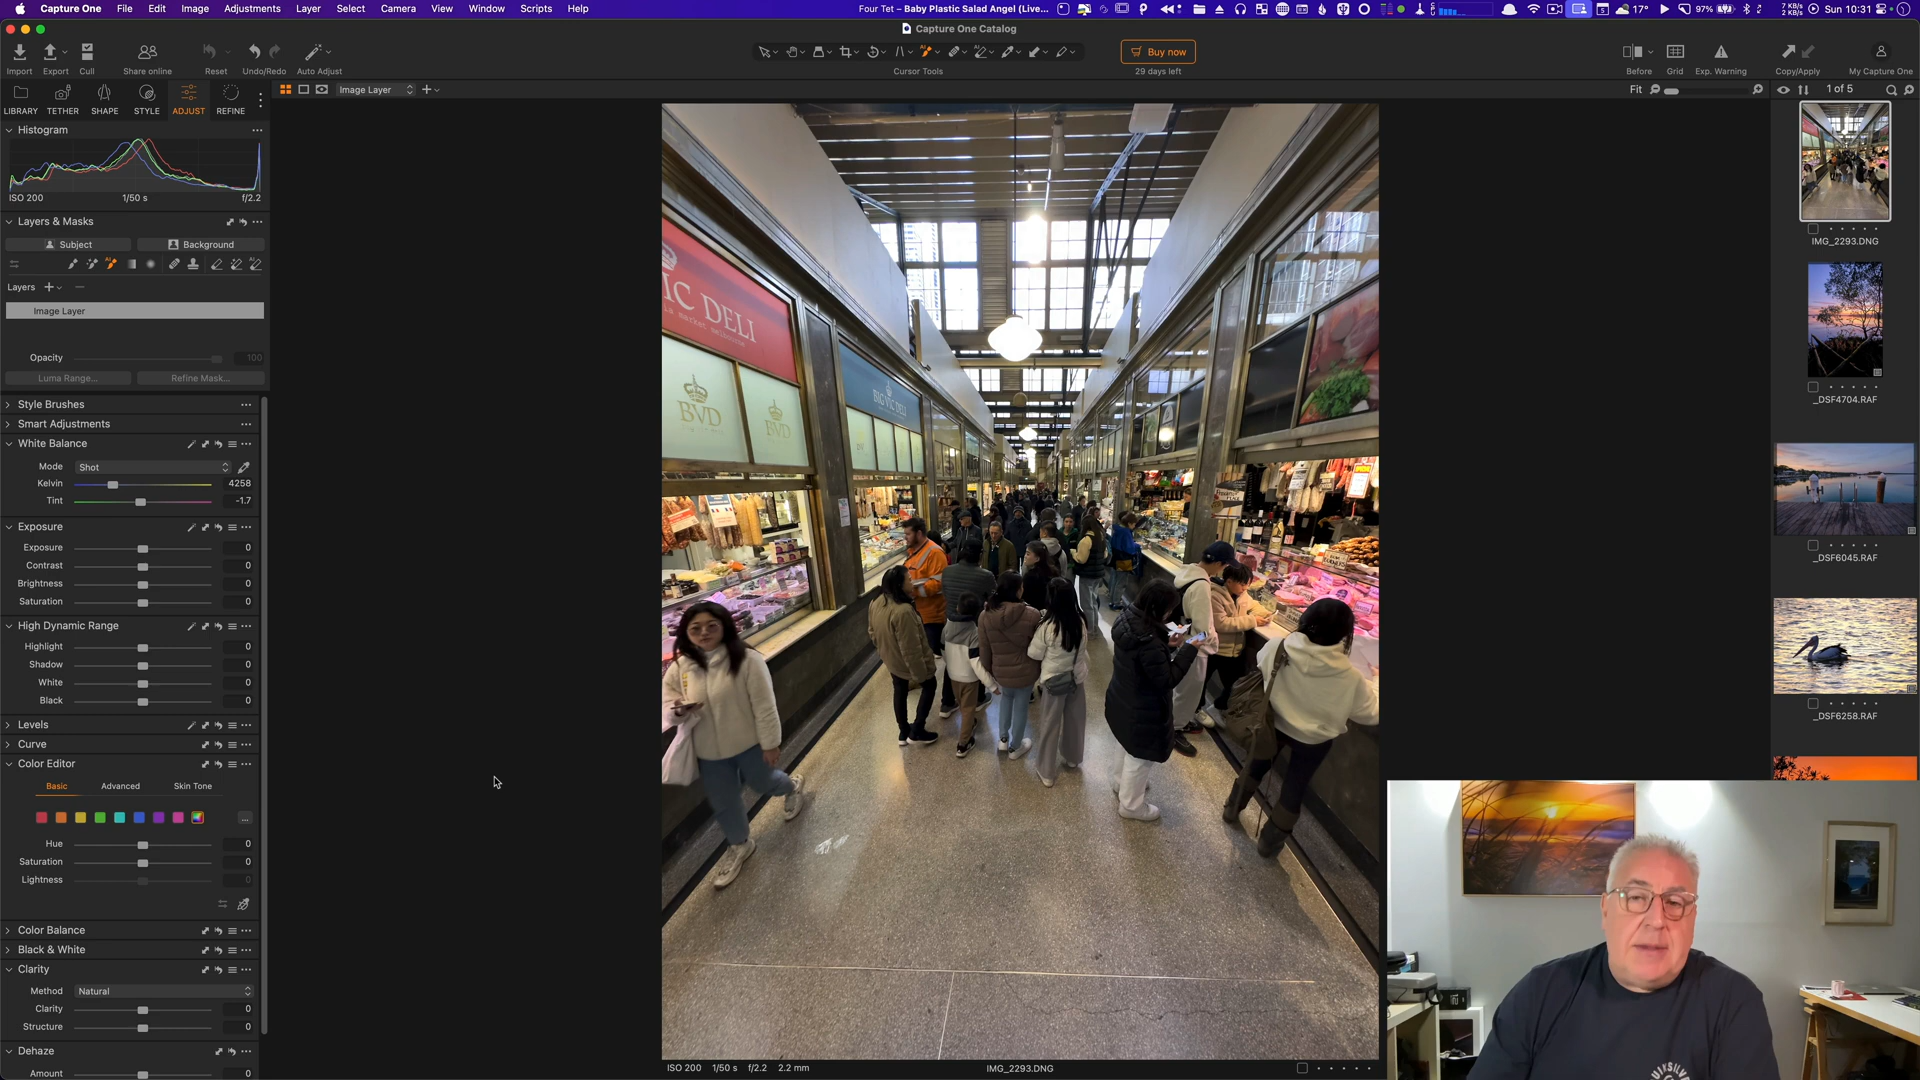 Capture One File Edit Image Adjustments Layer Select Camera View Window Scripts Help Four Tet – Baby Plastic Salad Angel (Live... 17° 97% Sun 10:31
Capture One Catalog
Import Export Cull Share online Reset Undo/Redo Auto Adjust Cursor Tools Buy now 29 days left Before Grid Exp. Warning Copy/Apply My Capture One
LIBRARY TETHER SHAPE STYLE ADJUST REFINE
Image Layer
Fit
1 of 5
Histogram
ISO 200 1/50 s f/2.2
Layers & Masks
Subject Background
Layers
Image Layer
Opacity 100
Luma Range... Refine Mask...
Style Brushes
Smart Adjustments
White Balance
Mode Shot
Kelvin 4258
Tint -1.7
Exposure
Exposure 0
Contrast 0
Brightness 0
Saturation 0
High Dynamic Range
Highlight 0
Shadow 0
White 0
Black 0
Levels
Curve
Color Editor
Basic Advanced Skin Tone
...
Hue 0
Saturation 0
Lightness 0
Color Balance
Black & White
Clarity
Method Natural
Clarity 0
Structure 0
Dehaze
Amount 0
IC DELI
BVD
BVD
BIG VIC DELI
ISO 200 1/50 s f/2.2 2.2 mm
IMG_2293.DNG
IMG_2293.DNG
_DSF4704.RAF
_DSF6045.RAF
_DSF6258.RAF
QUIKSILVER